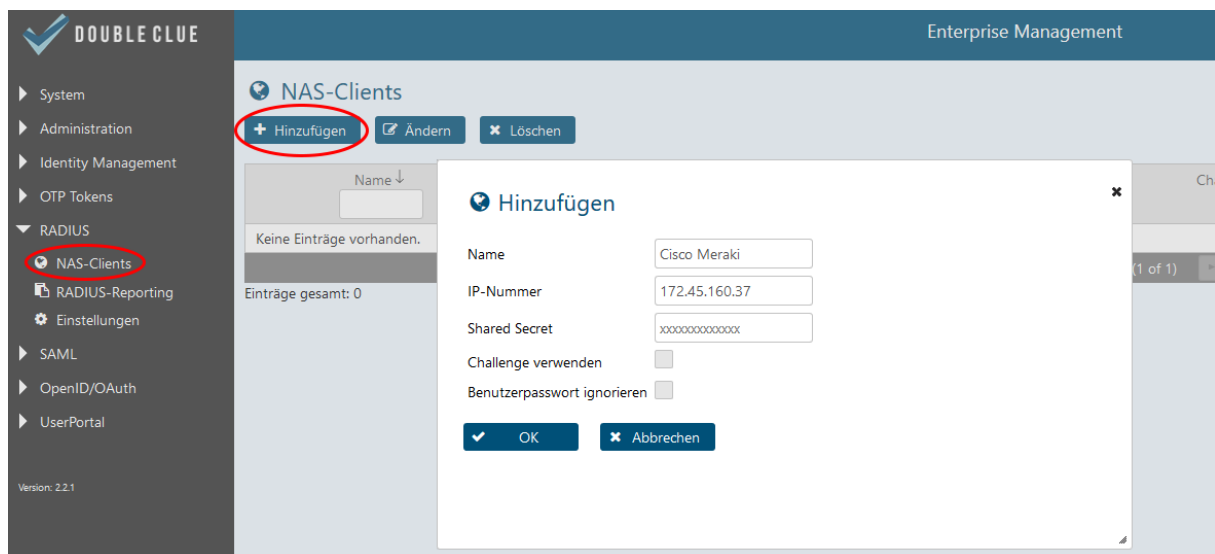 DOUBLE CLUE
Enterprise Management
System
Administration
Identity Management
OTP Tokens
RADIUS
NAS-Clients
RADIUS-Reporting
Einstellungen
SAML
OpenID/OAuth
UserPortal
Version: 2.2.1
NAS-Clients
Hinzufügen Ändern Löschen
Name
Keine Einträge vorhanden.
(1 of 1)
Einträge gesamt: 0
Hinzufügen
Name Cisco Meraki
IP-Nummer 172.45.160.37
Shared Secret xxxxxxxxxxxxx
Challenge verwenden
Benutzerpasswort ignorieren
OK Abbrechen